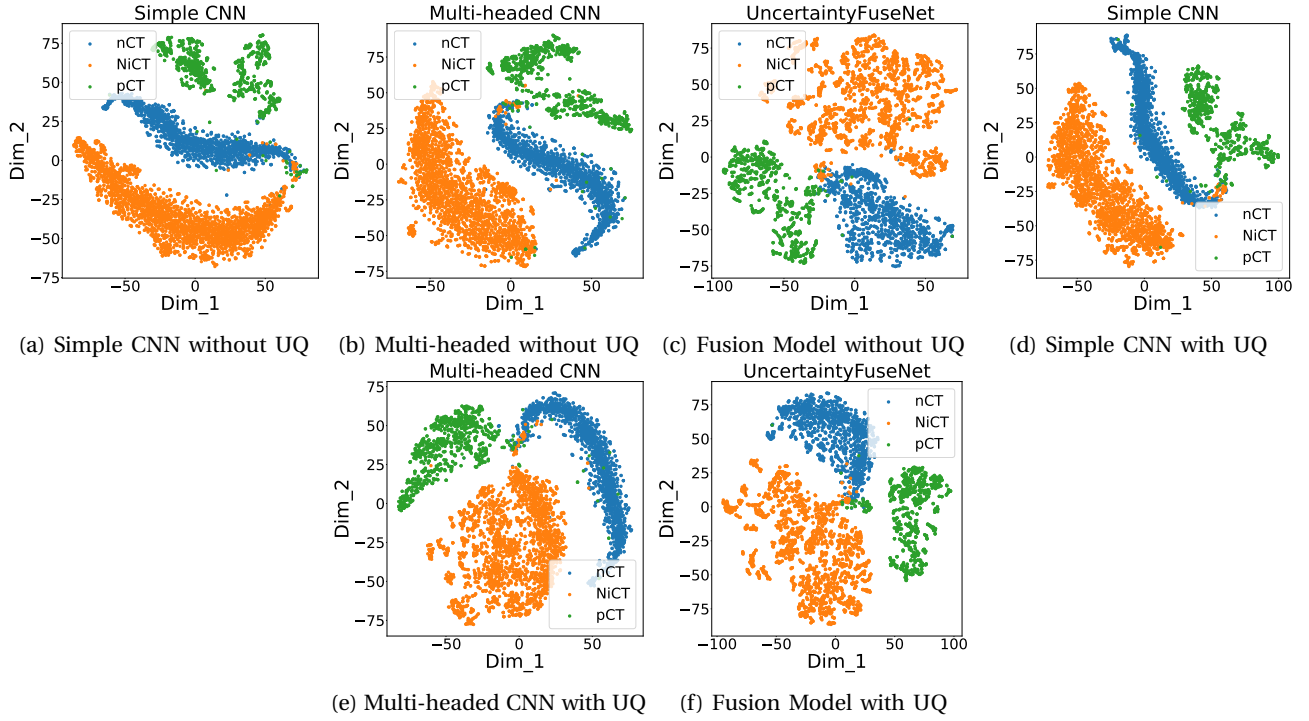 Simple CNN
Multi-headed CNN
UncertaintyFuseNet
Simple CNN
75
50
25
0
−25
−50
−75
Dim_2
nCT
NiCT
pCT
−50
0
50
Dim_1
75
50
25
0
−25
−50
−75
Dim_2
nCT
NiCT
pCT
−50
0
50
Dim_1
75
50
25
0
−25
−50
−75
Dim_2
nCT
NiCT
pCT
−100
−50
0
50
Dim_1
75
50
25
0
−25
−50
−75
Dim_2
nCT
NiCT
pCT
−50
0
50
100
Dim_1
(a) Simple CNN without UQ
(b) Multi-headed without UQ
(c) Fusion Model without UQ
(d) Simple CNN with UQ
Multi-headed CNN
UncertaintyFuseNet
75
50
25
0
−25
−50
−75
Dim_2
nCT
NiCT
pCT
−50
0
50
Dim_1
75
50
25
0
−25
−50
−75
Dim_2
nCT
NiCT
pCT
−100
−50
0
50
100
Dim_1
(e) Multi-headed CNN with UQ
(f) Fusion Model with UQ